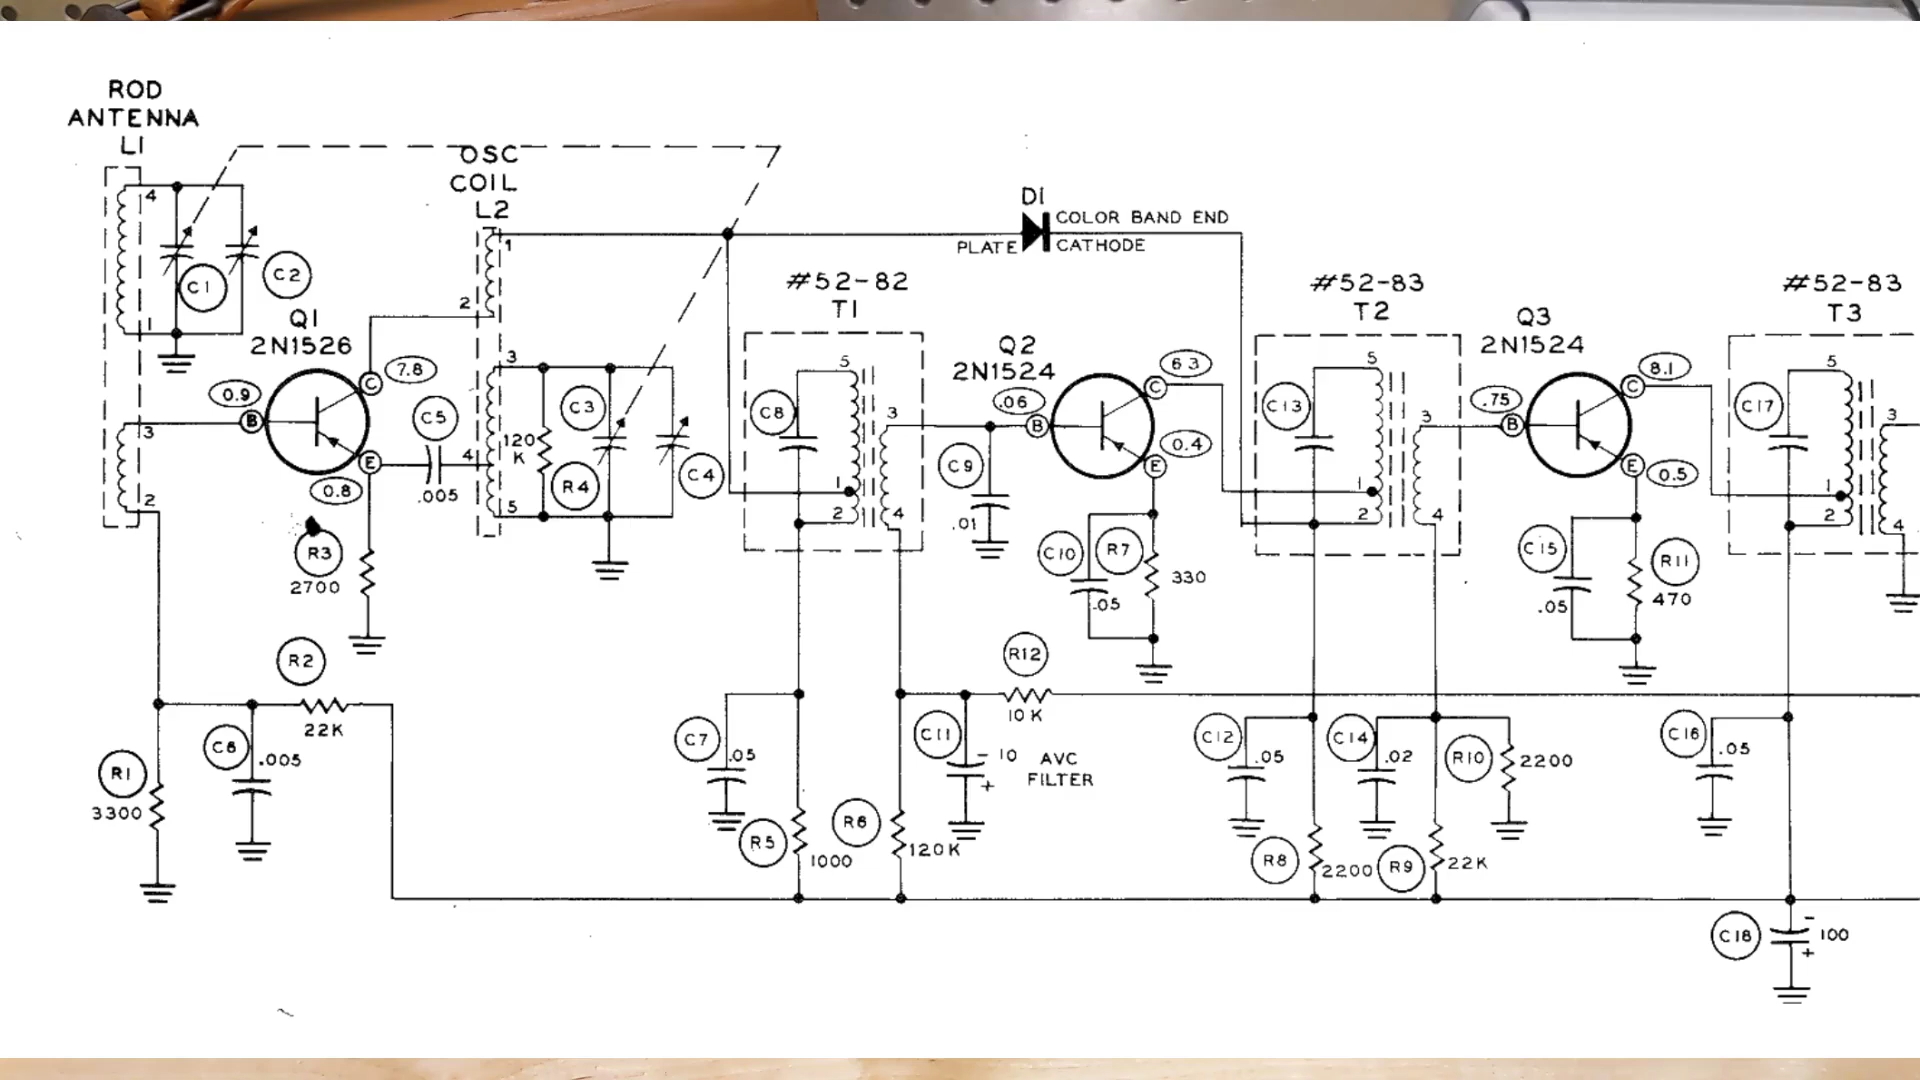 ROD
ANTENNA
L1
4
1
3
2
C1
C2
Q1
2N1526
0.9
B
C
7.8
E
0.8
R3
2700
C5
.005
OSC
COIL
L2
1
2
3
4
5
120
K
R4
C3
C4
D1
PLATE
COLOR BAND END
CATHODE
#52-82
T1
C8
5
1
2
3
4
Q2
2N1524
.06
B
C
6.3
E
0.4
C9
.01
C10
.05
R7
330
#52-83
T2
C13
5
1
2
3
4
Q3
2N1524
.75
B
C
8.1
E
0.5
C15
.05
R11
470
#52-83
T3
C17
5
1
2
3
4
R2
22K
C6
.005
R1
3300
C7
.05
R5
1000
R6
120K
C11
- 10
+
AVC
FILTER
R12
10K
C12
.05
C14
.02
R10
2200
R8
2200
R9
22K
C16
.05
C18
-
+
100